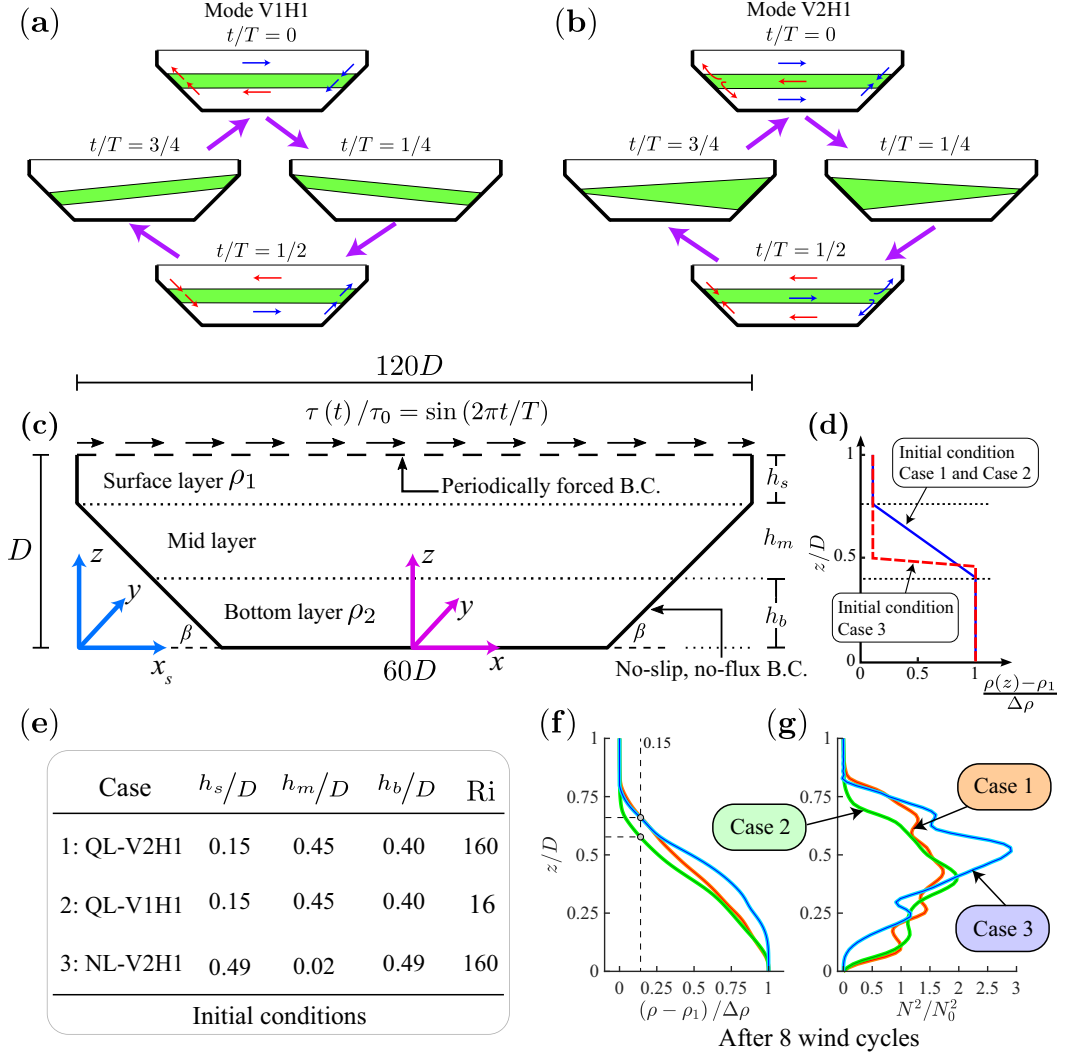 (a)
Mode V1H1
t/T = 0
t/T = 3/4
t/T = 1/4
t/T = 1/2
(b)
Mode V2H1
t/T = 0
t/T = 3/4
t/T = 1/4
t/T = 1/2
120D
τ (t) /τ₀ = sin (2πt/T)
(c)
Surface layer ρ₁
Periodically forced B.C.
h_s
D
Mid layer
h_m
z
y
x_s
β
Bottom layer ρ₂
z
y
x
β
h_b
60D
No-slip, no-flux B.C.
(d)
Initial condition
Case 1 and Case 2
1
0.5
z/D
Initial condition
Case 3
0
0
0.5
1
ρ(z)−ρ₁
Δρ
(e)
Case h_s/D h_m/D h_b/D Ri
1: QL-V2H1 0.15 0.45 0.40 160
2: QL-V1H1 0.15 0.45 0.40 16
3: NL-V2H1 0.49 0.02 0.49 160
Initial conditions
(f)
0.15
1
0.75
0.5
0.25
0
z/D
0 0.25 0.5 0.75 1
(ρ − ρ₁) /Δρ
(g)
1
0.75
0.5
0.25
0
Case 1
Case 2
Case 3
0 0.5 1 1.5 2 2.5 3
N²/N₀²
After 8 wind cycles